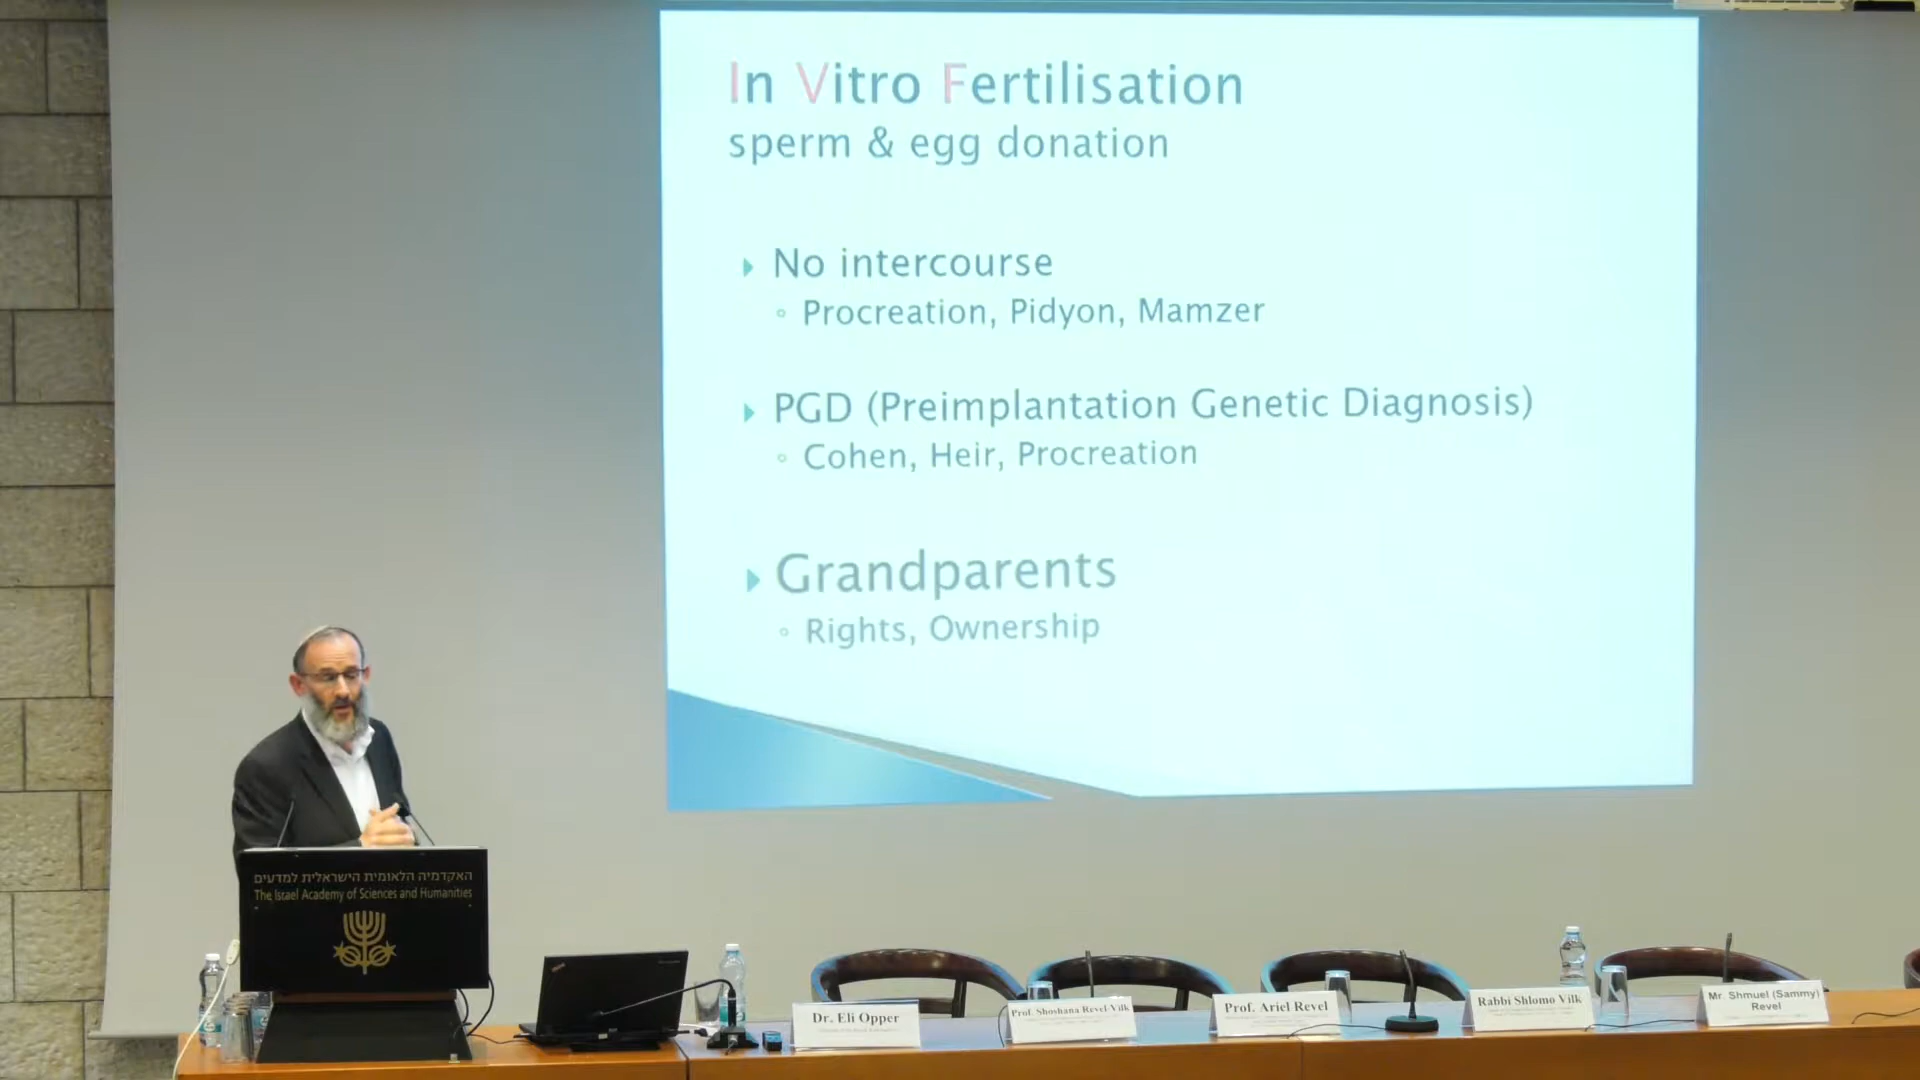 In Vitro Fertilisation
sperm & egg donation
No intercourse
Procreation, Pidyon, Mamzer
PGD (Preimplantation Genetic Diagnosis)
Cohen, Heir, Procreation
Grandparents
Rights, Ownership
האקדמיה הלאומית הישראלית למדעים
The Israel Academy of Sciences and Humanities
Dr. Eli Opper
Prof. Shoshana Revel-Vilk
Prof. Ariel Revel
Rabbi Shlomo Vilk
Mr. Shmuel (Sammy)
Revel